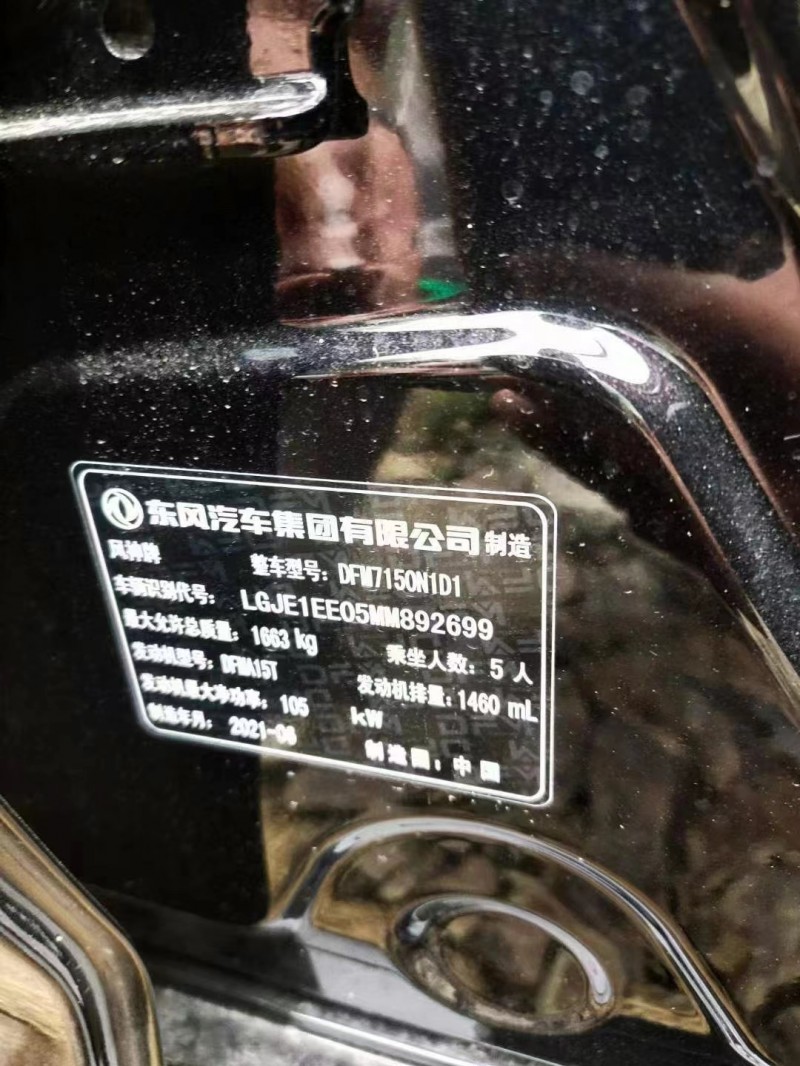 东风汽车集团有限公司制造
风神牌 整车型号：DFM7150N1D1
车辆识别代号：LGJE1EE05MM892699
最大允许总质量：1663 kg 乘坐人数：5 人
发动机型号：DFMA15T 发动机排量：1460 mL
发动机最大净功率：105 kW
制造年月：2021-06 制造国：中国